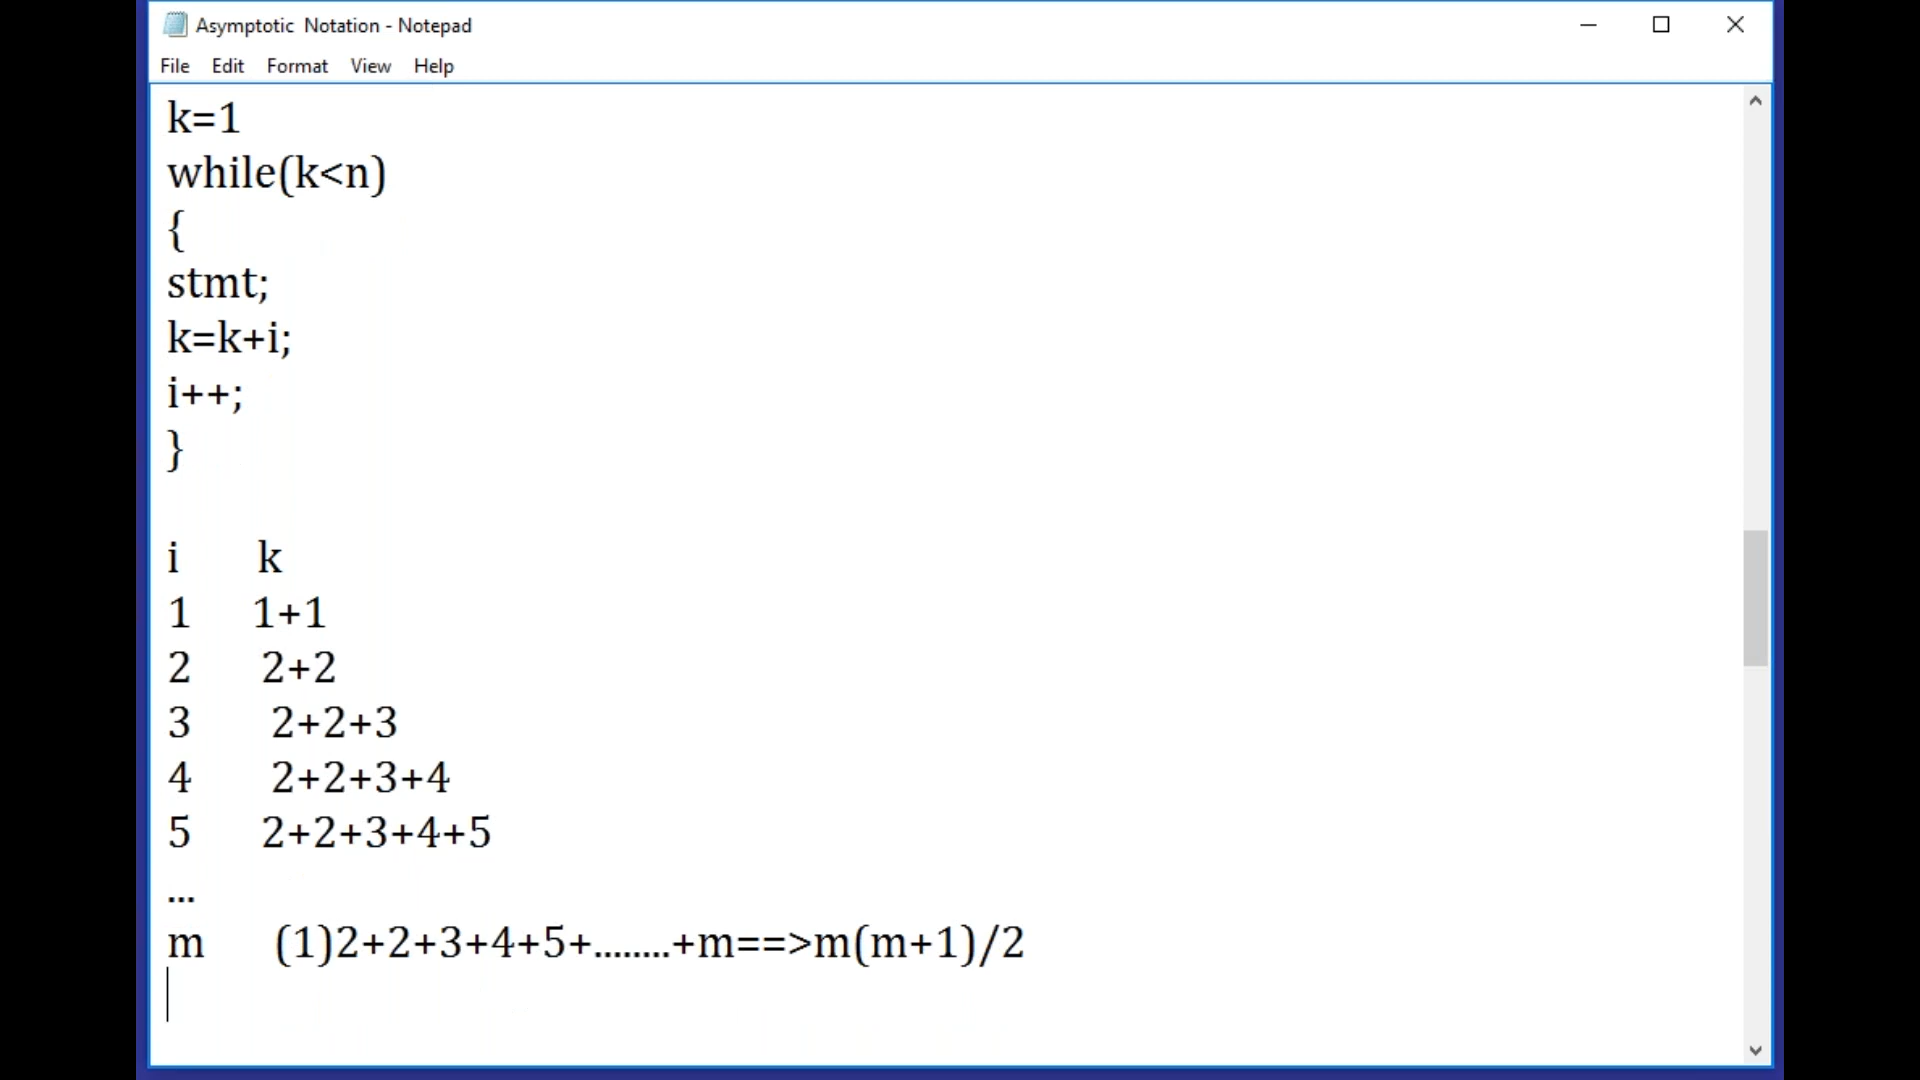 Asymptotic Notation - Notepad
File Edit Format View Help
k=1
while(k<n)
{
stmt;
k=k+i;
i++;
}
i k
1 1+1
2 2+2
3 2+2+3
4 2+2+3+4
5 2+2+3+4+5
...
m (1)2+2+3+4+5+........+m==>m(m+1)/2